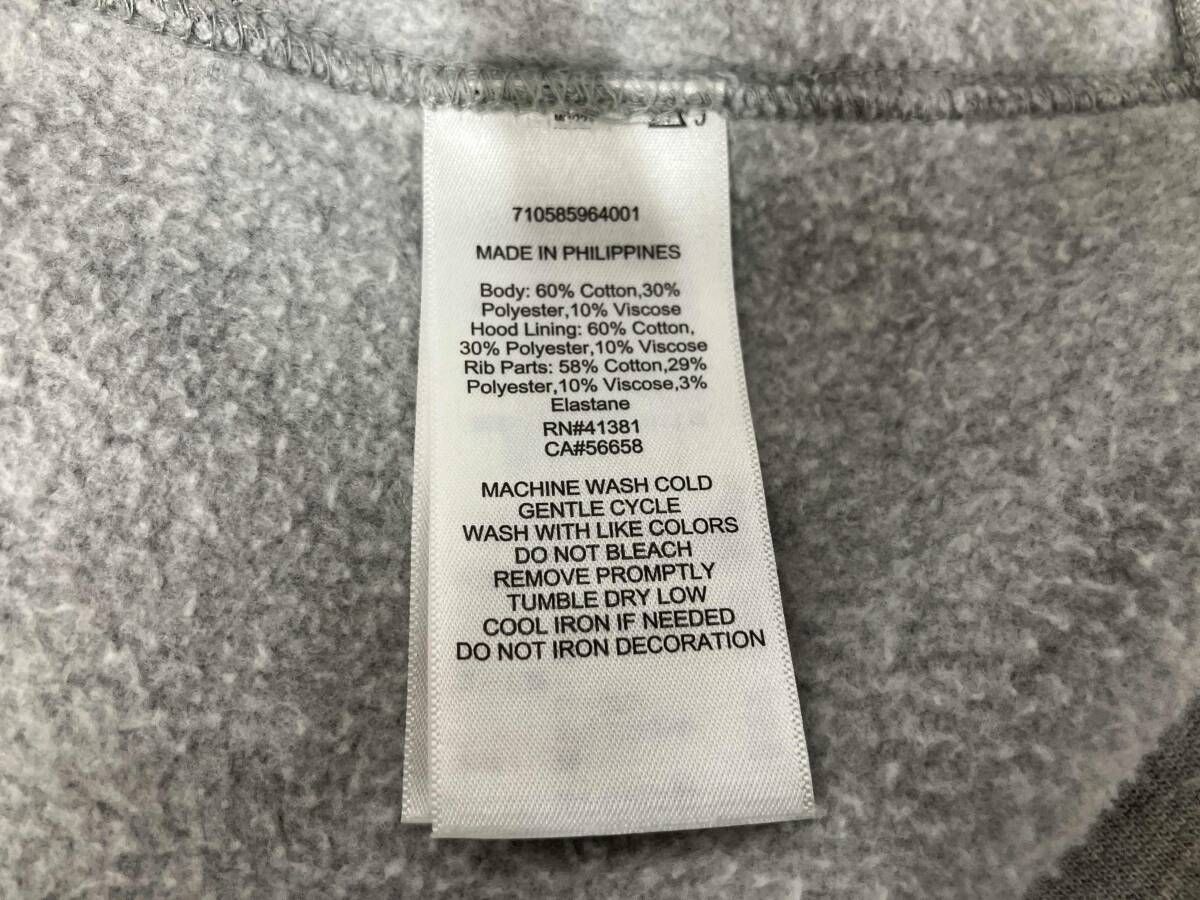 710585964001
MADE IN PHILIPPINES
Body: 60% Cotton,30%
Polyester,10% Viscose
Hood Lining: 60% Cotton,
30% Polyester,10% Viscose
Rib Parts: 58% Cotton,29%
Polyester,10% Viscose,3%
Elastane
RN#41381
CA#56658
MACHINE WASH COLD
GENTLE CYCLE
WASH WITH LIKE COLORS
DO NOT BLEACH
REMOVE PROMPTLY
TUMBLE DRY LOW
COOL IRON IF NEEDED
DO NOT IRON DECORATION